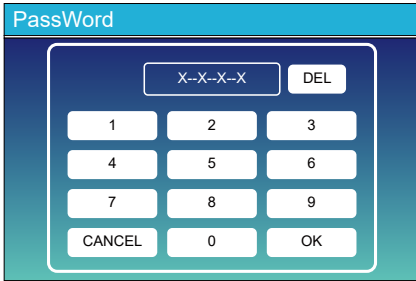 PassWord
X--X--X--X DEL
1 2 3
4 5 6
7 8 9
CANCEL 0 OK